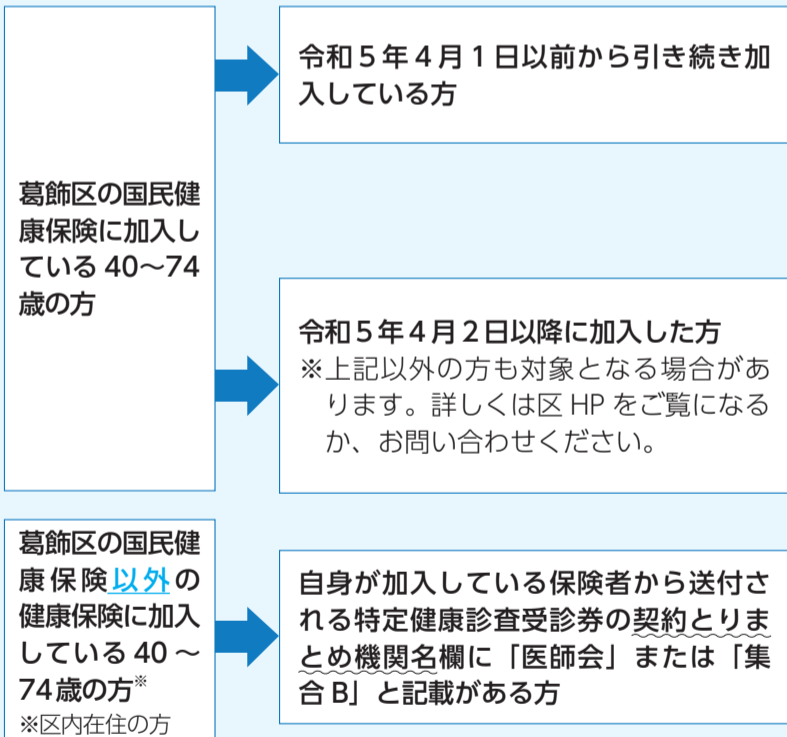 葛飾区の国民健
康保険に加入し
ている 40～74
歳の方
令和５年４月１日以前から引き続き加
入している方
令和５年４月２日以降に加入した方
※上記以外の方も対象となる場合があ
ります。詳しくは区 HP をご覧になる
か、お問い合わせください。
葛飾区の国民健
康保険以外の
健康保険に加入
している 40 ～
74歳の方※
※区内在住の方
自身が加入している保険者から送付さ
れる特定健康診査受診券の契約とりま
とめ機関名欄に「医師会」または「集
合 B」と記載がある方